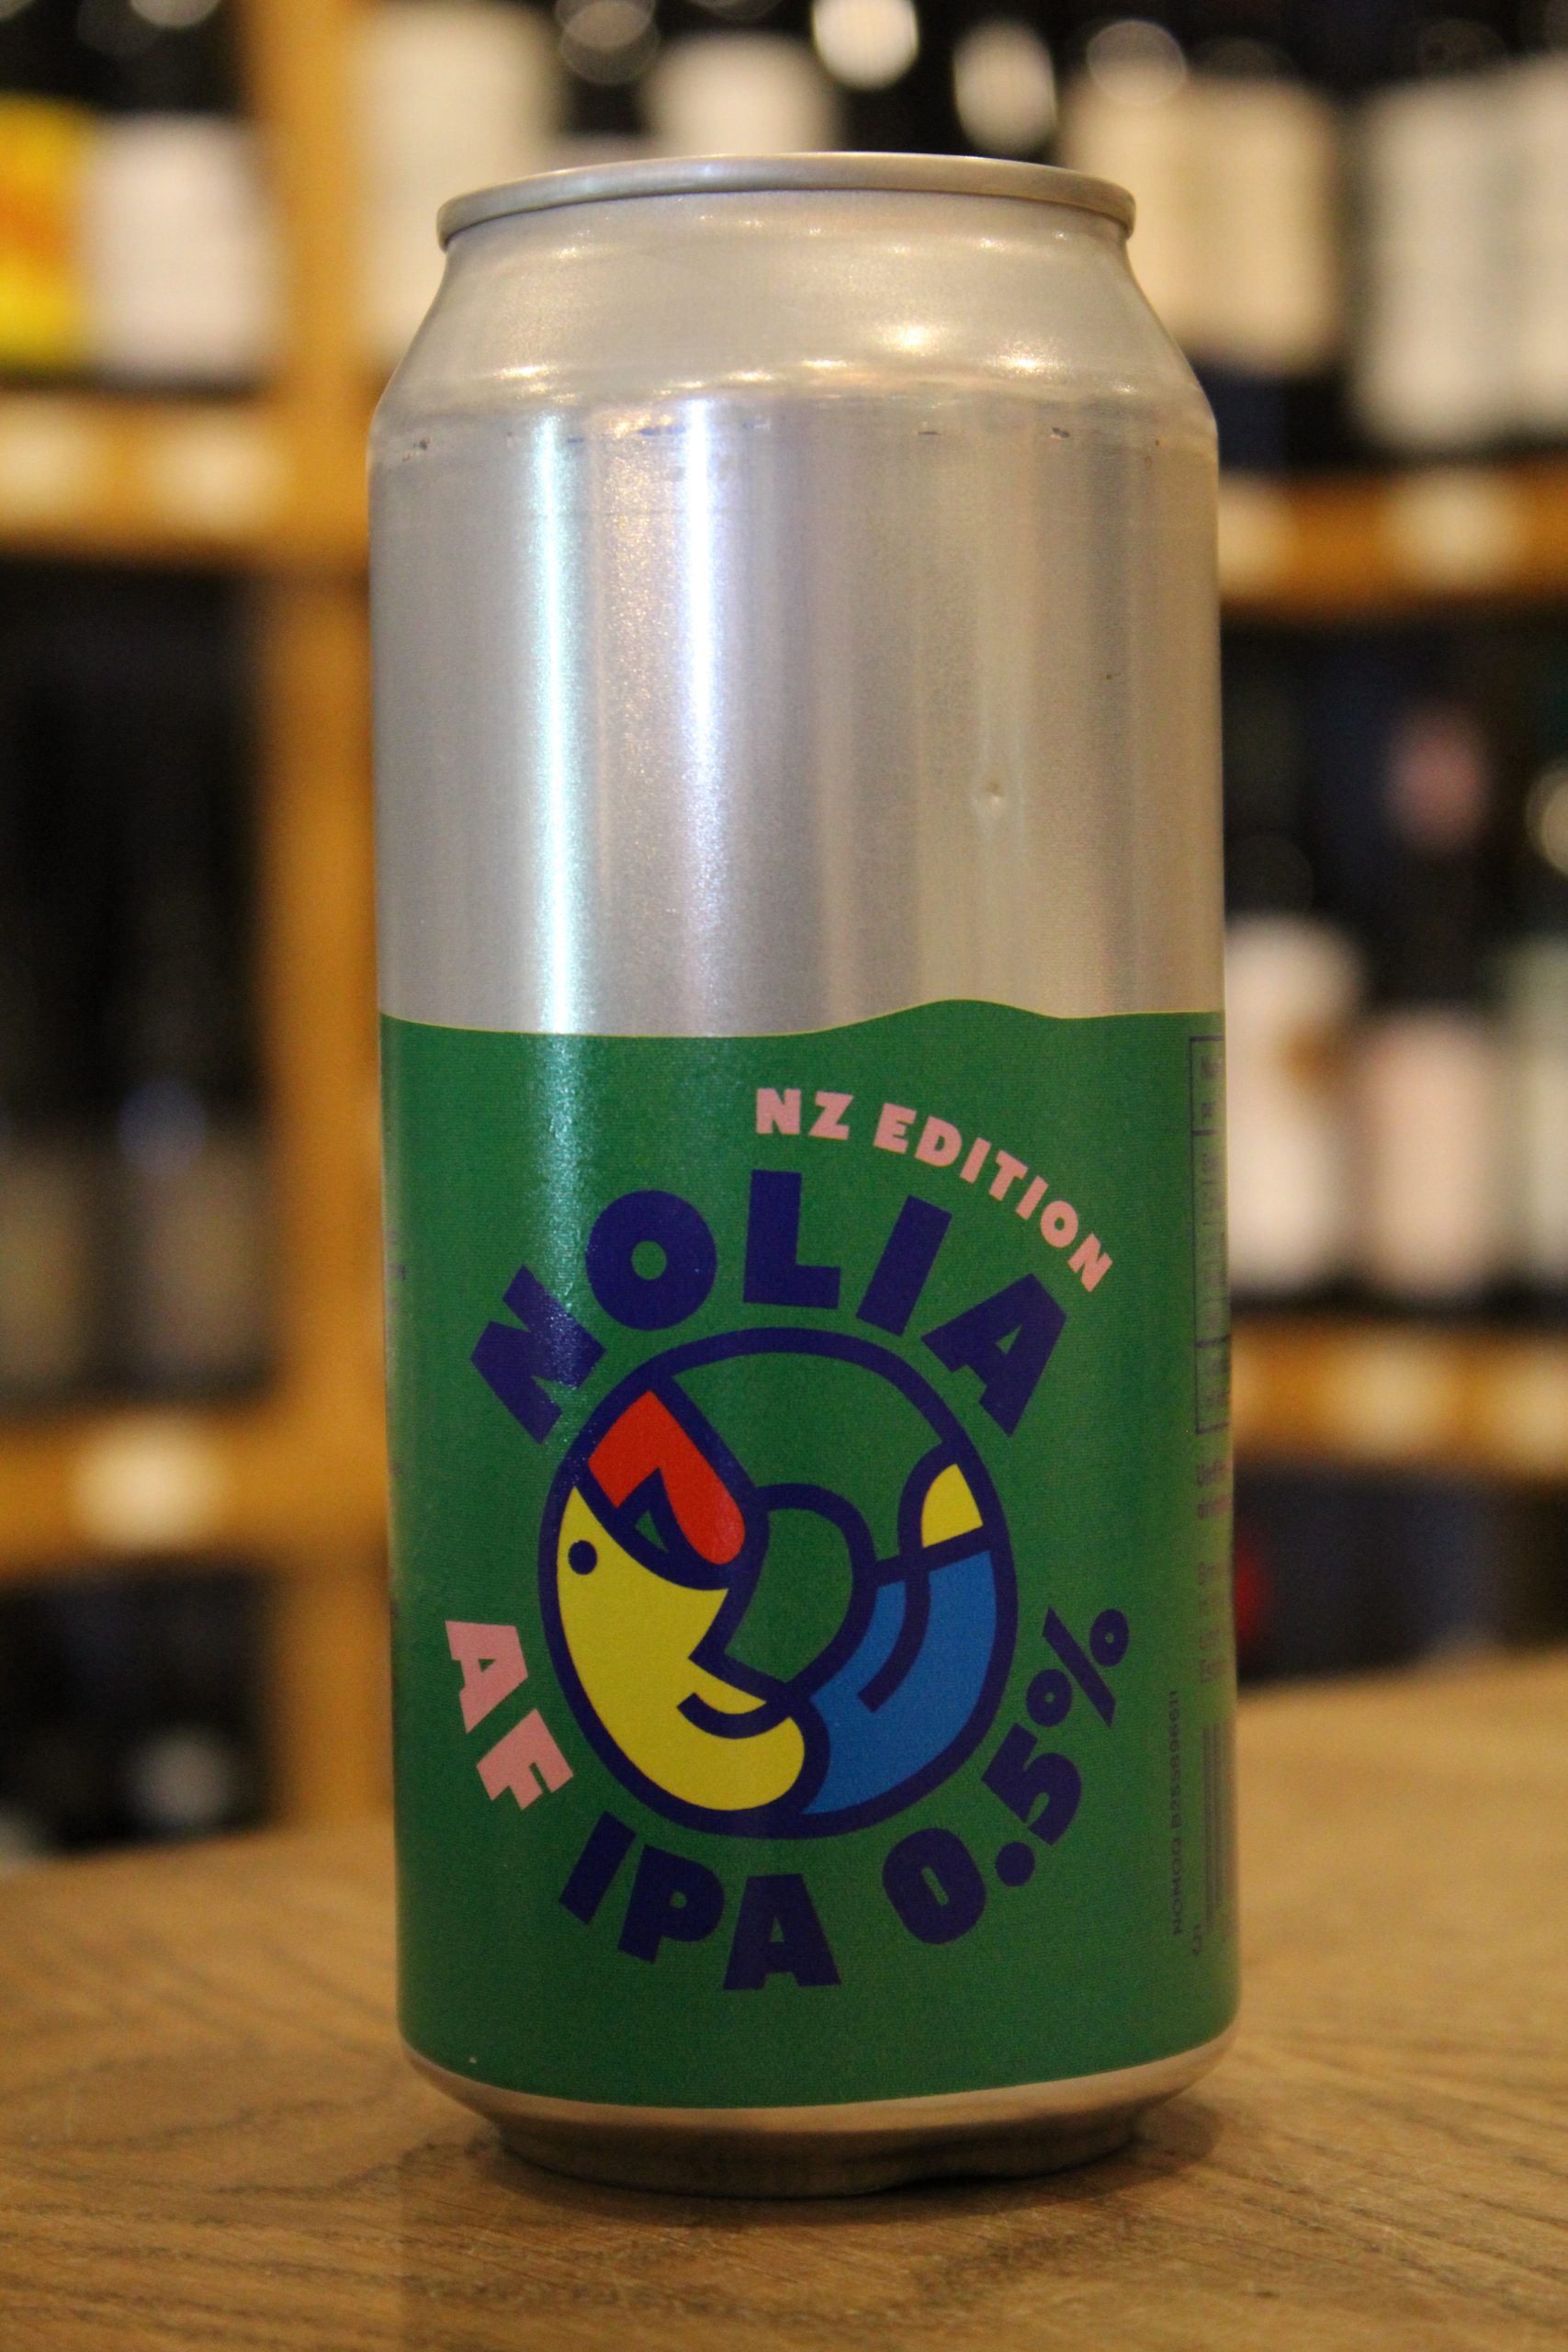 NZ EDITION
NOLIA
AF
IPA 0.5%